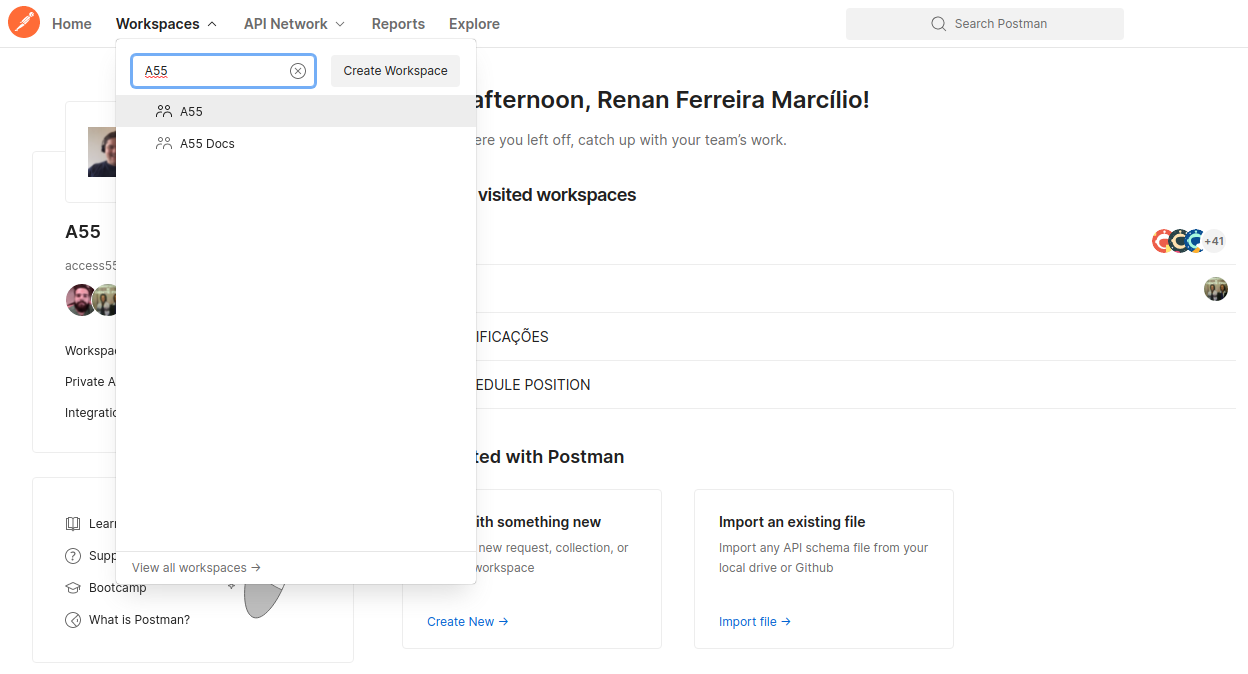 Home
Workspaces
API Network
Reports
Explore
Search Postman
A55
Create Workspace
A55
A55 Docs
View all workspaces →
afternoon, Renan Ferreira Marcílio!
ere you left off, catch up with your team’s work.
visited workspaces
+41
IFICAÇÕES
EDULE POSITION
A55
access55
Workspac
Private A
Integratio
Learn
Supp
Bootcamp
What is Postman?
ted with Postman
ith something new
new request, collection, or
workspace
Create New →
Import an existing file
Import any API schema file from your
local drive or Github
Import file →